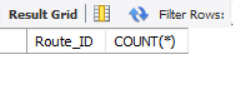 Result Grid Filter Rows:
Route_ID COUNT(*)